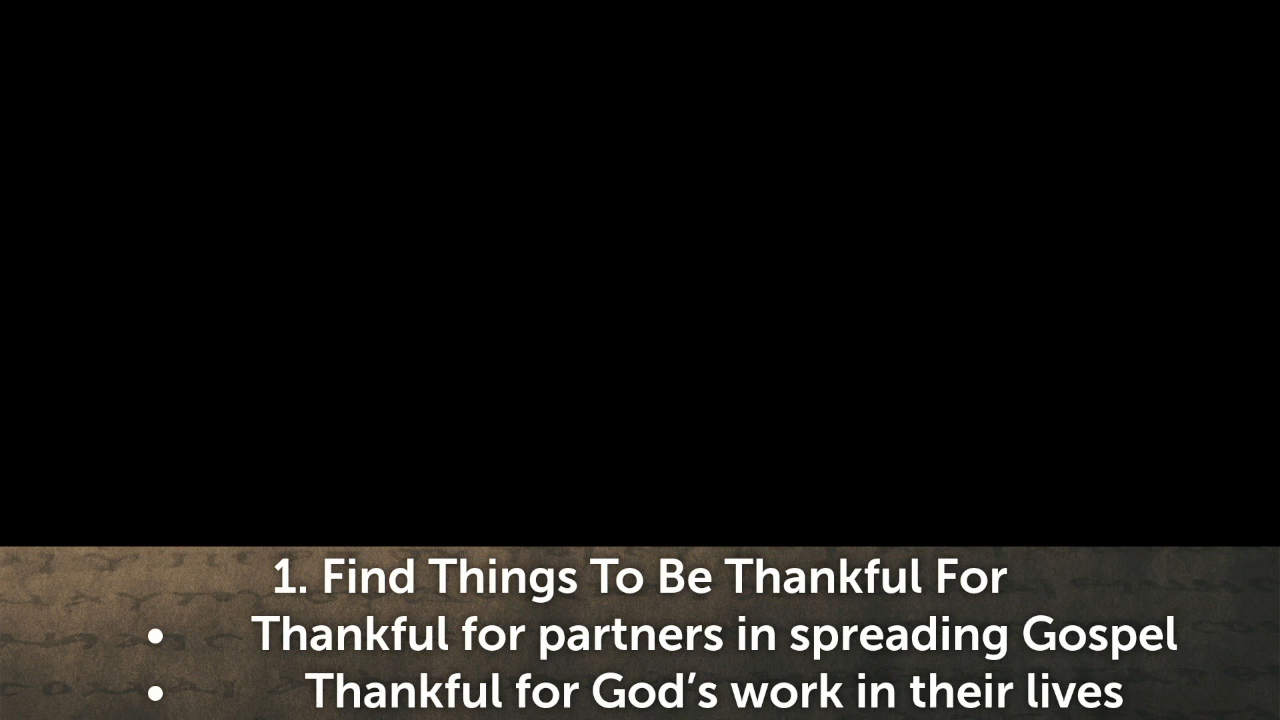 1. Find Things To Be Thankful For
• Thankful for partners in spreading Gospel
• Thankful for God’s work in their lives